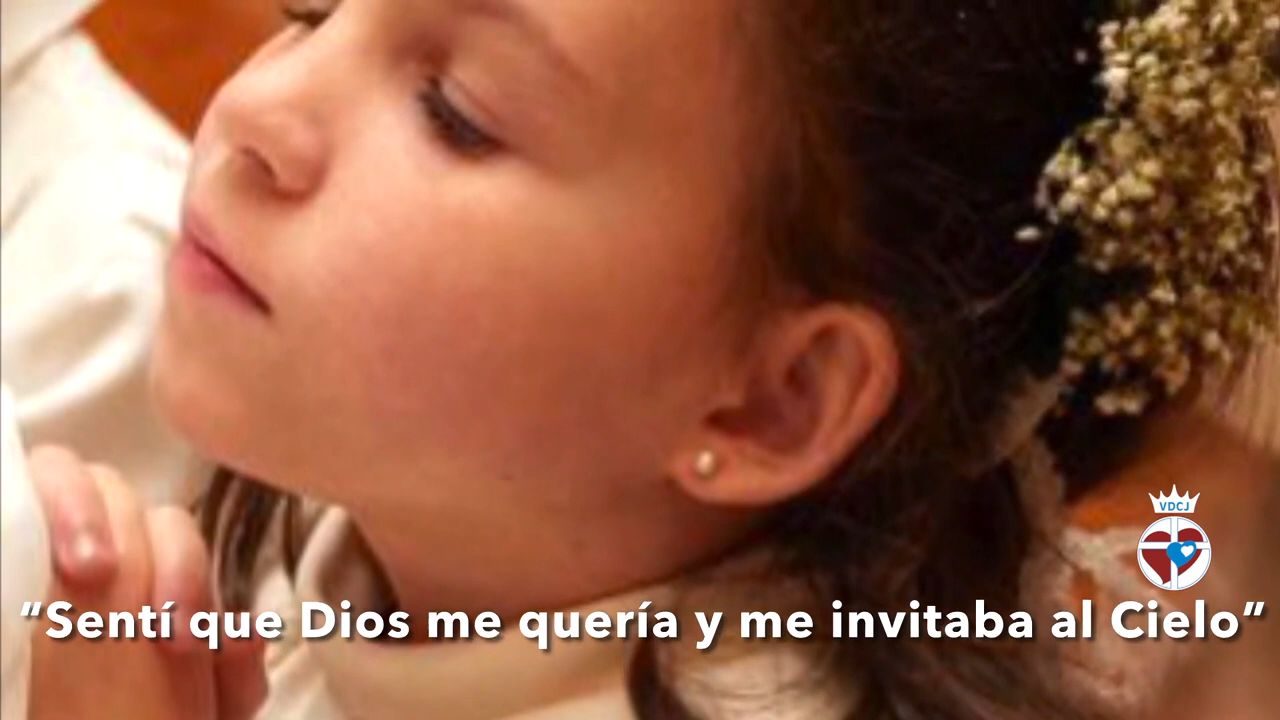 VDCJ
“Sentí que Dios me quería y me invitaba al Cielo”